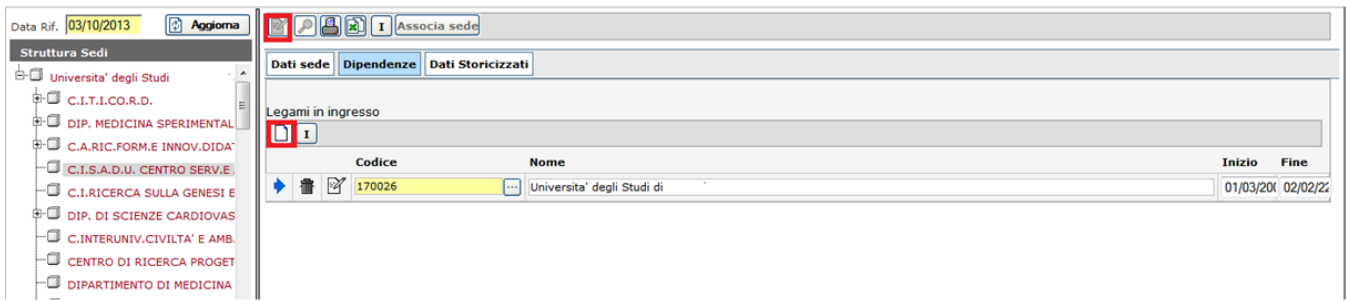 Data Rif. 03/10/2013 Aggiorna
Struttura Sedi
Universita' degli Studi
C.I.T.I.CO.R.D.
DIP. MEDICINA SPERIMENTAL
C.A.RIC.FORM.E INNOV.DIDA
C.I.S.A.D.U. CENTRO SERV.E
C.I.RICERCA SULLA GENESI E
DIP. DI SCIENZE CARDIOVAS
C.INTERUNIV.CIVILTA' E AMB.
CENTRO DI RICERCA PROGET
DIPARTIMENTO DI MEDICINA
I Associa sede
Dati sede Dipendenze Dati Storicizzati
Legami in ingresso
I
Codice Nome Inizio Fine
170026 ... Universita' degli Studi di 01/03/200 02/02/22